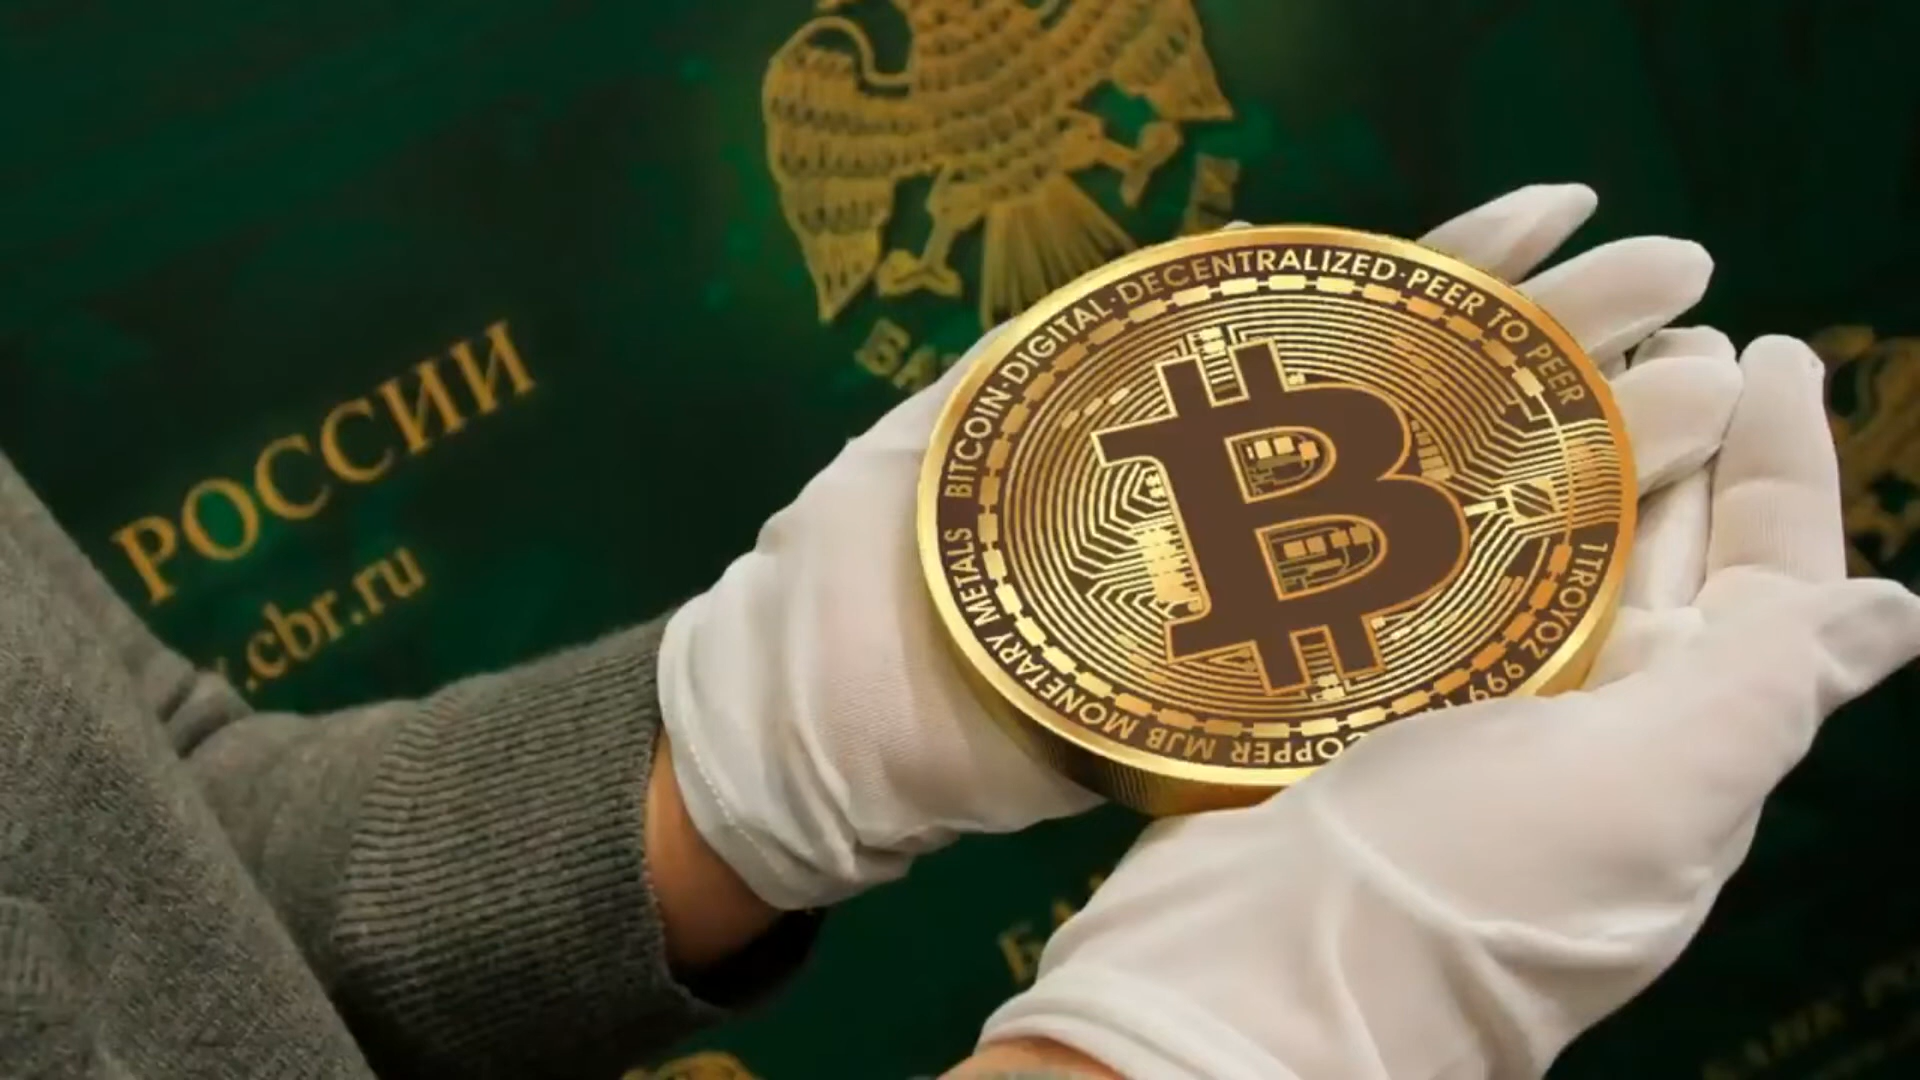 РОССИИ
.cbr.ru
BITCOIN·DIGITAL·DECENTRALIZED·PEER TO PEER
1TROYOZ 999
COPPER MJB MONETARY METALS